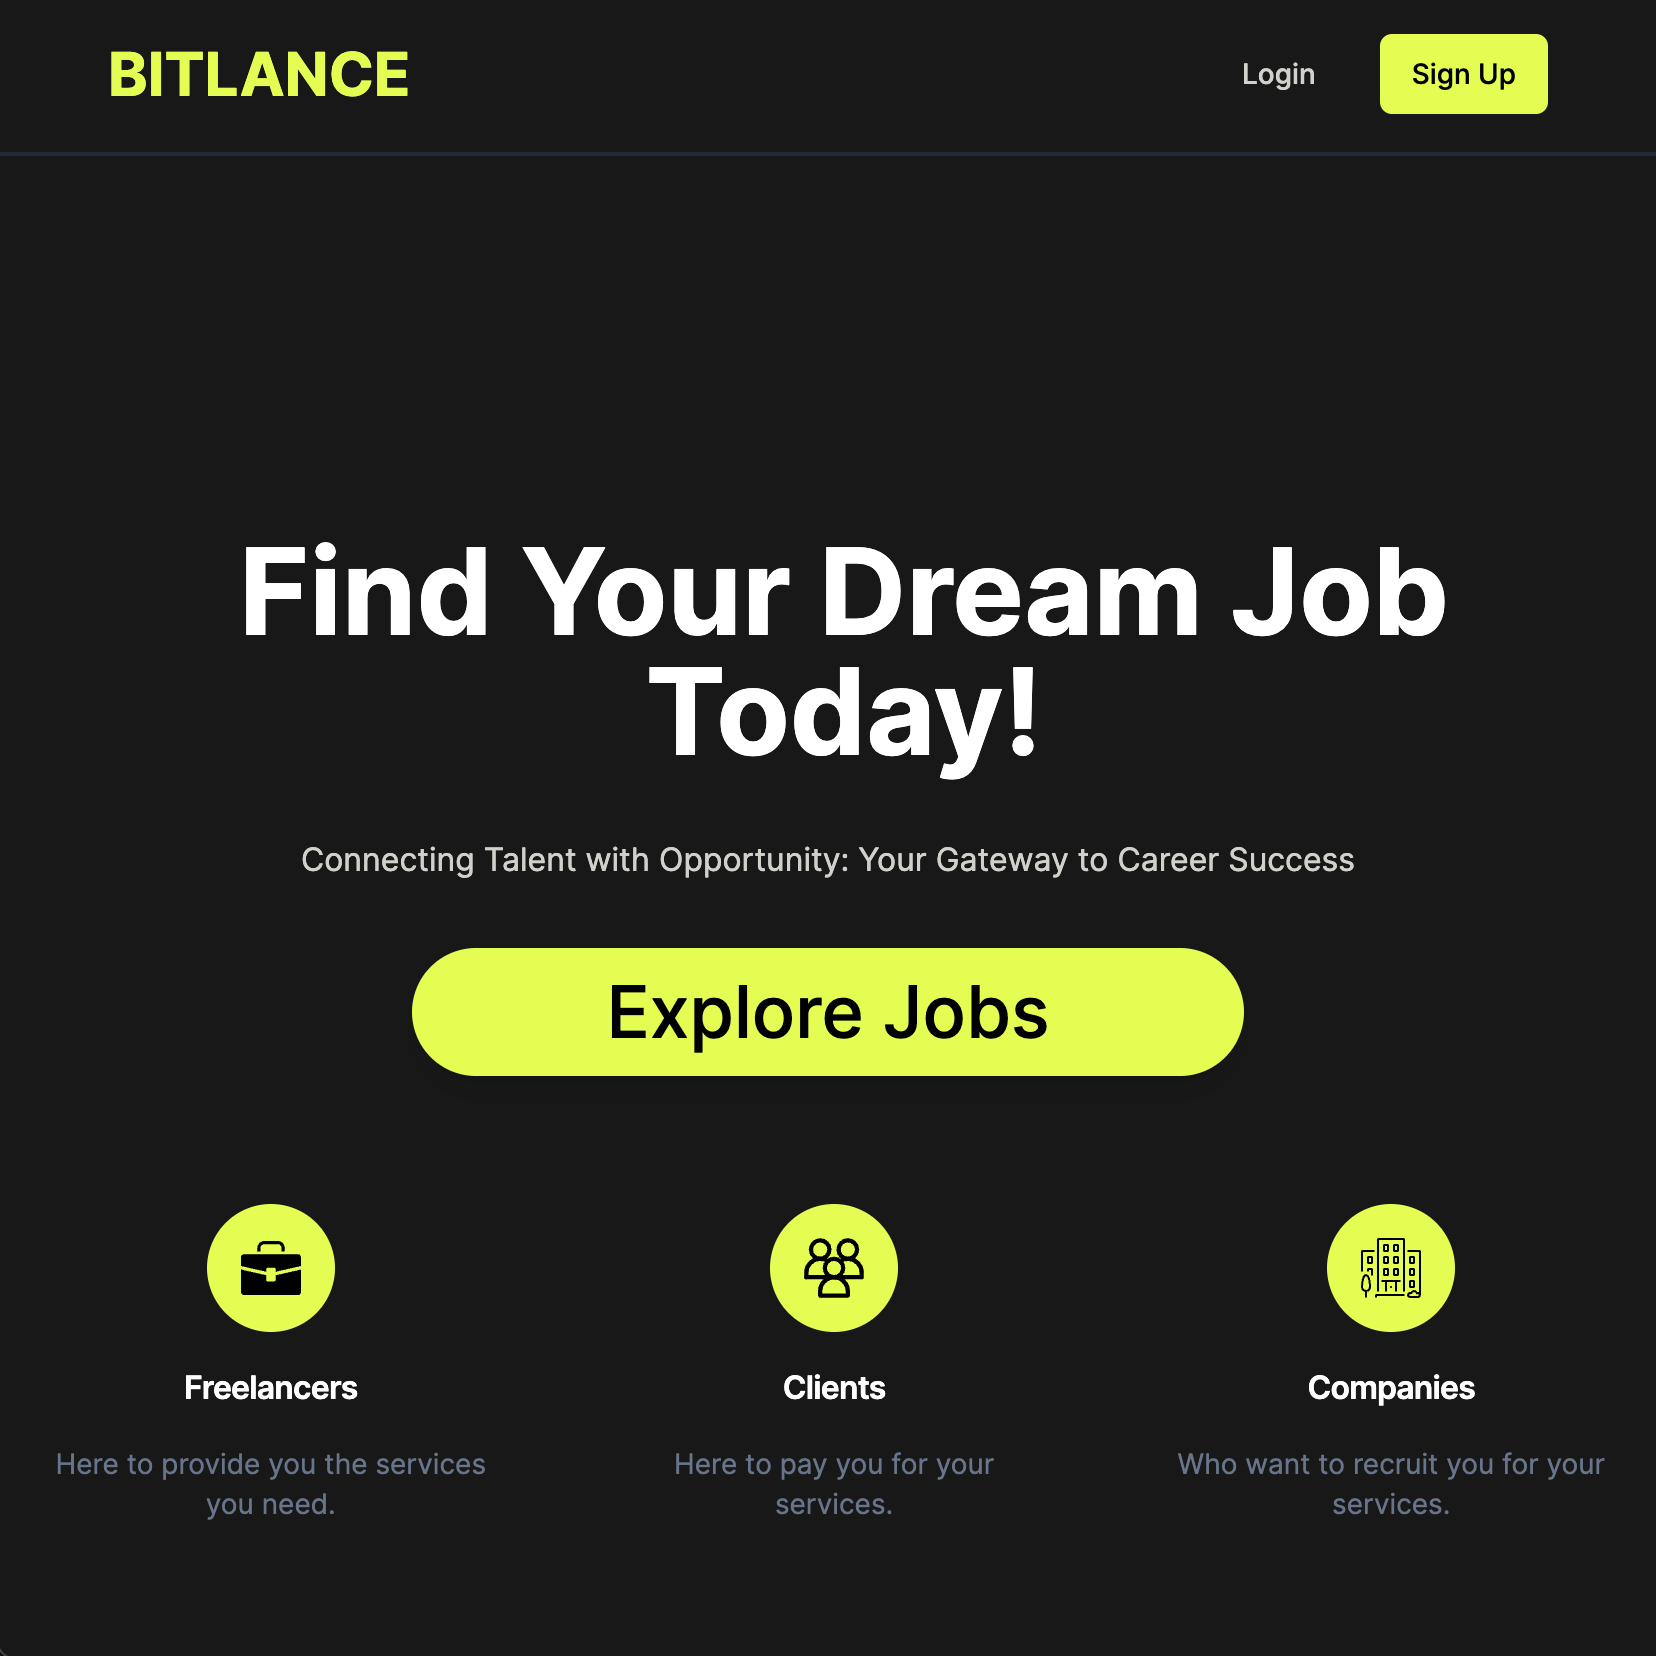 BITLANCE
Login
Sign Up
Find Your Dream Job
Today!
Connecting Talent with Opportunity: Your Gateway to Career Success
Explore Jobs
Freelancers
Here to provide you the services
you need.
Clients
Here to pay you for your
services.
Companies
Who want to recruit you for your
services.